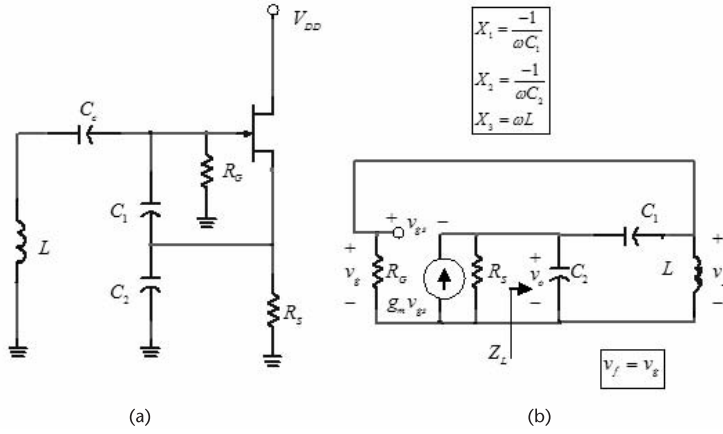 V_DD
C_c
R_G
C_1
L
C_2
R_S
(a)
X_1 = -1/ωC_1
X_2 = -1/ωC_2
X_3 = ωL
C_1
+ v_gs −
+ v_g −
R_G
g_m v_gs
R_S
+ v_o −
C_2
L
+ v −
Z_L
v_f = v_g
(b)